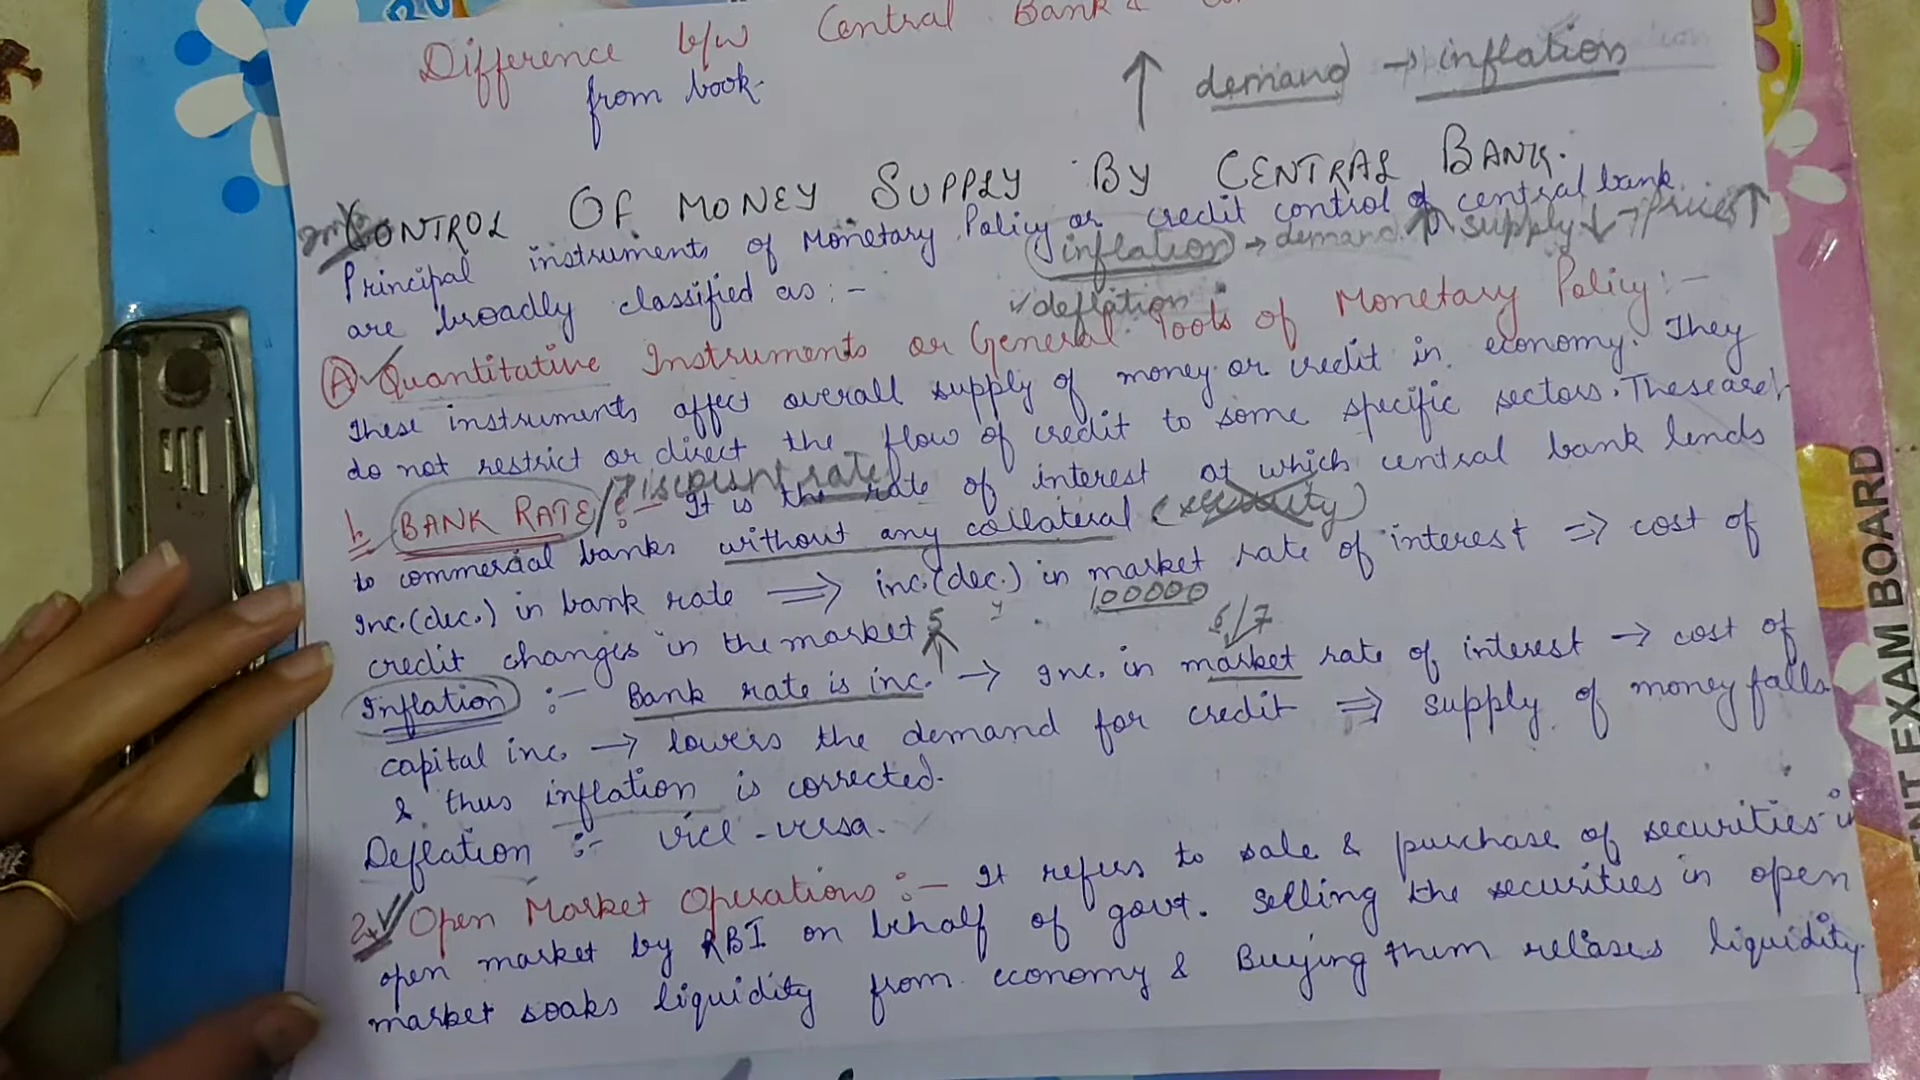 Difference b/w Central Bank &
from book.
↑ demand → inflation
CONTROL OF MONEY SUPPLY BY CENTRAL BANK.
Principal instruments of Monetary Policy or credit control of central bank
inflation → demand ↑ supply ↓ → prices ↑
are broadly classified as :-
✓ deflation
(A) ✓ Quantitative Instruments or General Tools of Monetary Policy :-
These instruments affect overall supply of money or credit in economy. They
do not restrict or direct the flow of credit to some specific sectors. These are
1. BANK RATE / Discount rate :- It is the rate of interest at which central bank lends
to commercial banks without any collateral (security)
Inc.(dec.) in bank rate ⇒ inc.(dec.) in market rate of interest ⇒ cost of
100000
credit changes in the market
5 6/7
Inflation :- Bank rate is inc. → Inc. in market rate of interest → cost of
capital inc. → lowers the demand for credit ⇒ supply of money falls
& thus inflation is corrected.
Deflation :- vice-versa.
2. ✓ Open Market Operations :- It refers to sale & purchase of securities in
open market by RBI on behalf of govt. Selling the securities in open
market soaks liquidity from economy & Buying them relases liquidity
ENT EXAM BOARD